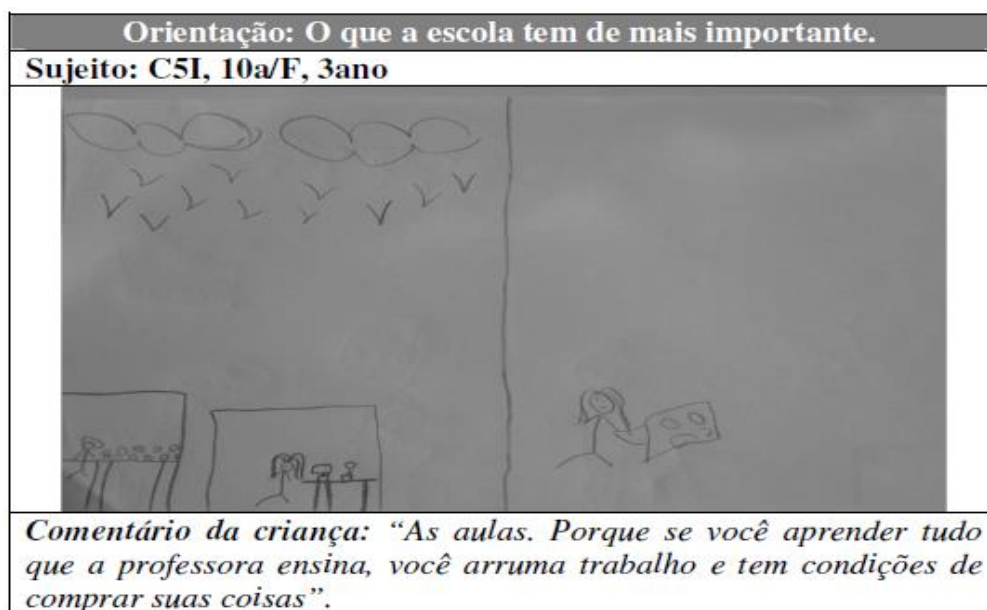 Orientação: O que a escola tem de mais importante.
Sujeito: C5I, 10a/F, 3ano
Comentário da criança: “As aulas. Porque se você aprender tudo
que a professora ensina, você arruma trabalho e tem condições de
comprar suas coisas”.